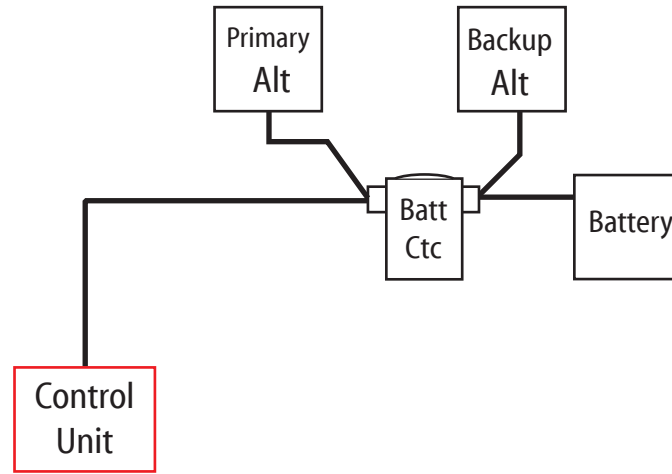 Primary
Alt
Backup
Alt
Batt
Ctc
Battery
Control
Unit